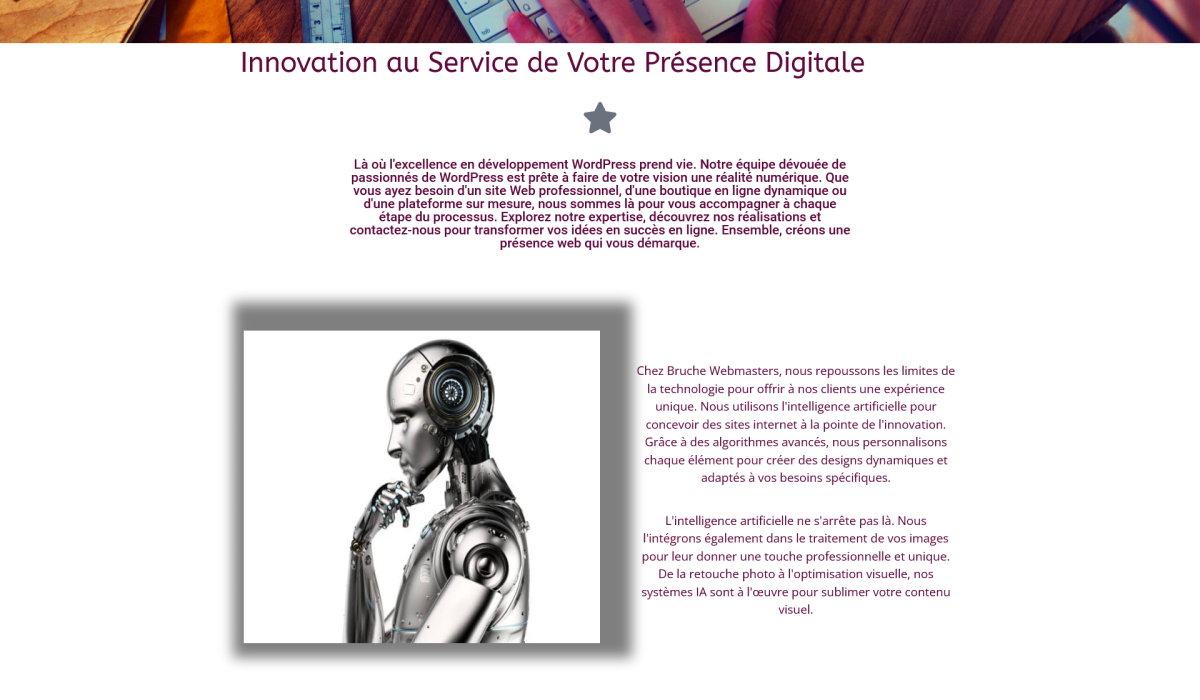 Innovation au Service de Votre Présence Digitale
Là où l'excellence en développement WordPress prend vie. Notre équipe dévouée de
passionnés de WordPress est prête à faire de votre vision une réalité numérique. Que
vous ayez besoin d'un site Web professionnel, d'une boutique en ligne dynamique ou
d'une plateforme sur mesure, nous sommes là pour vous accompagner à chaque
étape du processus. Explorez notre expertise, découvrez nos réalisations et
contactez-nous pour transformer vos idées en succès en ligne. Ensemble, créons une
présence web qui vous démarque.
Chez Bruche Webmasters, nous repoussons les limites de
la technologie pour offrir à nos clients une expérience
unique. Nous utilisons l'intelligence artificielle pour
concevoir des sites internet à la pointe de l'innovation.
Grâce à des algorithmes avancés, nous personnalisons
chaque élément pour créer des designs dynamiques et
adaptés à vos besoins spécifiques.
L'intelligence artificielle ne s'arrête pas là. Nous
l'intégrons également dans le traitement de vos images
pour leur donner une touche professionnelle et unique.
De la retouche photo à l'optimisation visuelle, nos
systèmes IA sont à l'œuvre pour sublimer votre contenu
visuel.